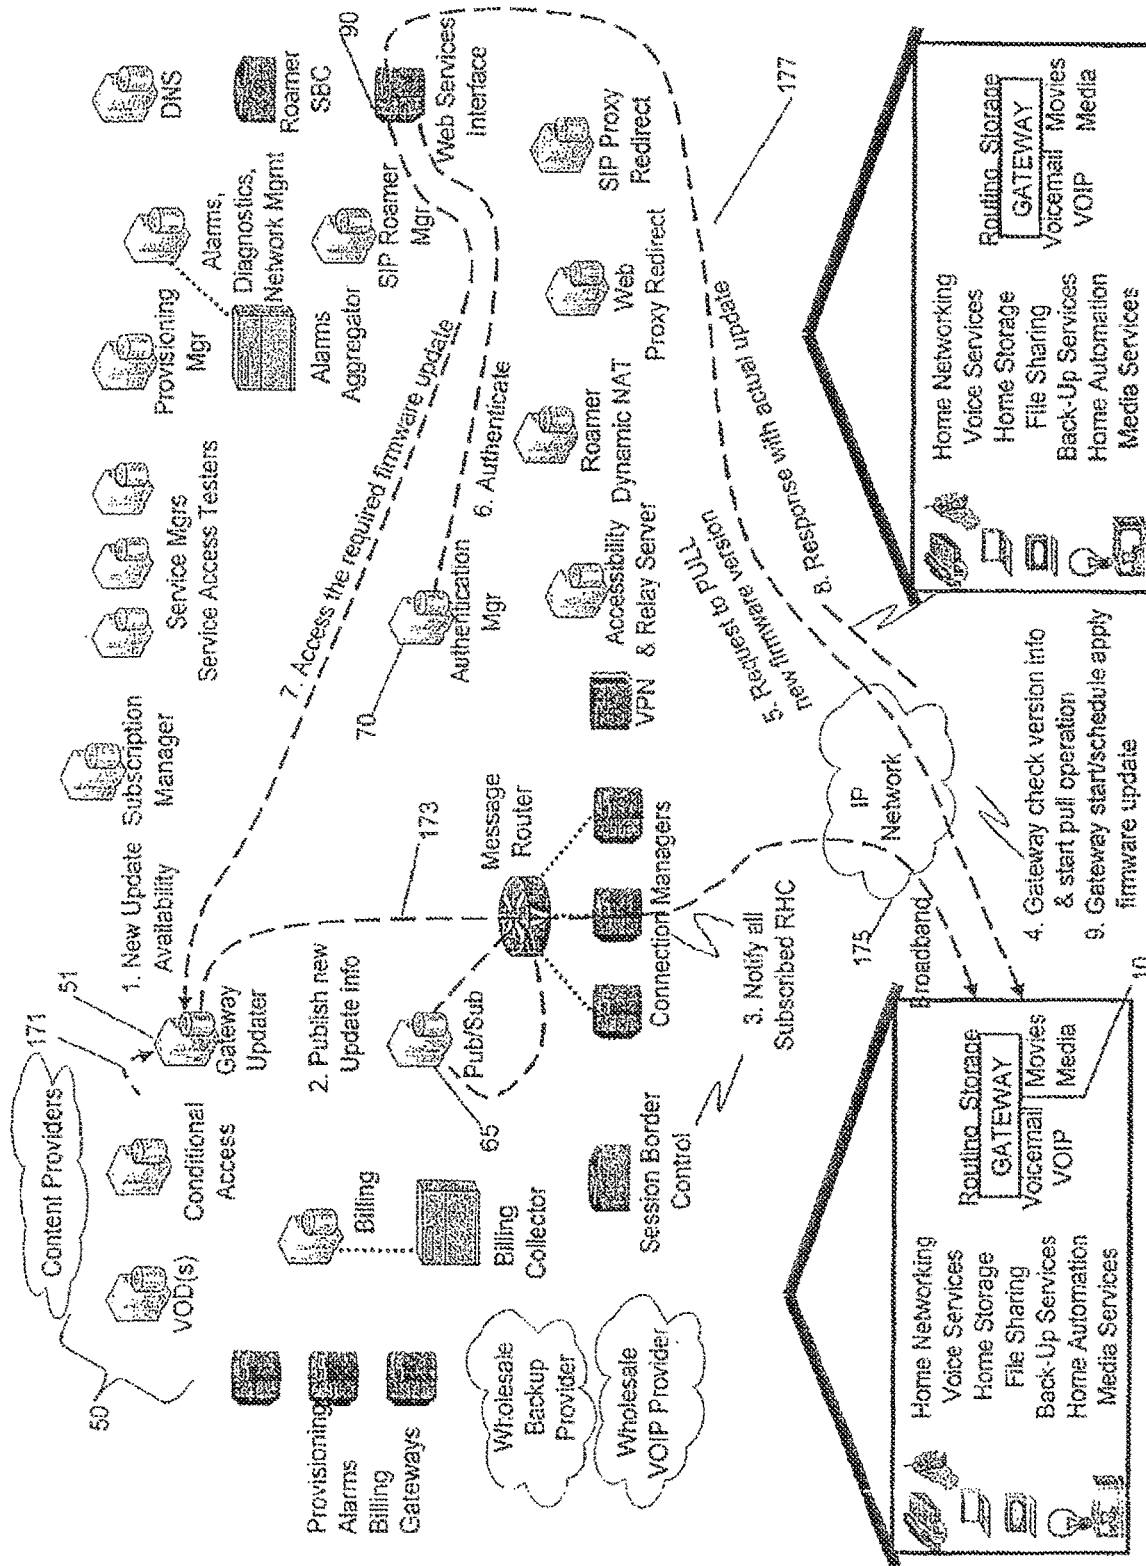 50
Content Providers
171
VOD(s)
Conditional
Access
51
Gateway
Updater
1. New Update
Availability
Subscription
Manager
Service Mgrs
Service Access Testers
Provisioning
Mgr
Alarms,
Diagnostics,
Network Mgmt
DNS
Alarms
Aggregator
Roamer
SBC
SIP Roamer
Mgr
90
Web Services
Interface
Provisioning
Alarms
Billing
Gateways
Billing
Billing
Collector
2. Publish new
Update info
Pub/Sub
65
173
7. Access the required firmware update
70
Authentication
Mgr
6. Authenticate
Wholesale
Backup
Provider
Wholesale
VOIP Provider
Message
Router
Session Border
Control
Connection Managers
VPN
Accessibility
& Relay Server
Roamer
Dynamic NAT
Web
Proxy Redirect
SIP Proxy
Redirect
3. Notify all
Subscribed RHC
5. Request to PULL
new firmware version
8. Response with actual update
177
175
IP
Network
Broadband
4. Gateway check version into
& start pull operation
9. Gateway start/schedule apply
firmware update
10
Home Networking
Voice Services
Home Storage
File Sharing
Back-Up Services
Home Automation
Media Services
Routing Storage
GATEWAY
Voicemail Movies
VOIP Media
Home Networking
Voice Services
Home Storage
File Sharing
Back-Up Services
Home Automation
Media Services
Routing Storage
GATEWAY
Voicemail Movies
VOIP Media